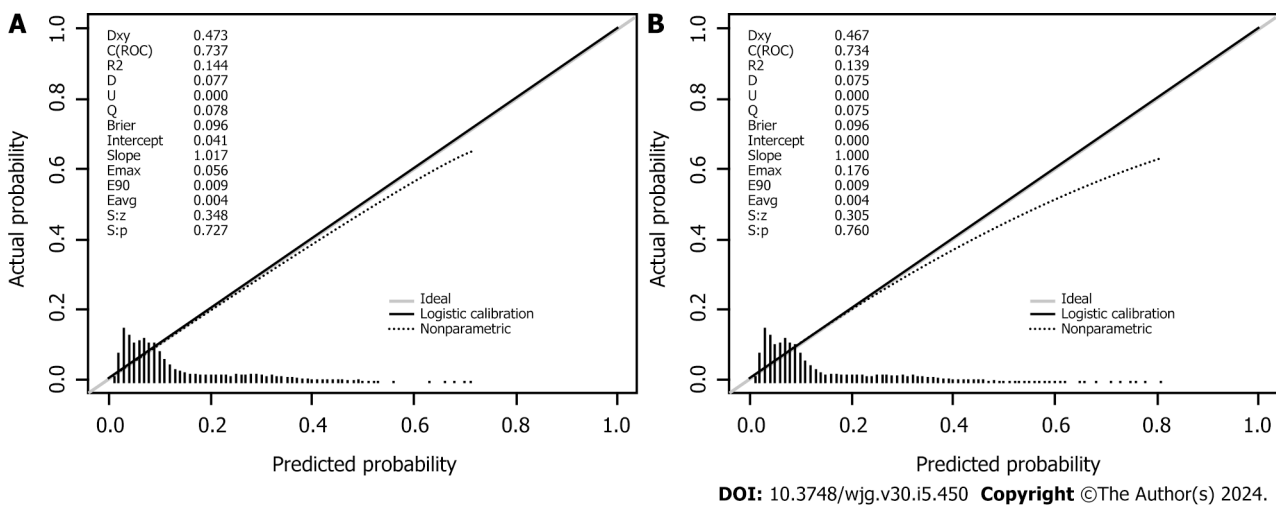 A
Dxy 0.473
C(ROC) 0.737
R2 0.144
D 0.077
U 0.000
Q 0.078
Brier 0.096
Intercept 0.041
Slope 1.017
Emax 0.056
E90 0.009
Eavg 0.004
S:z 0.348
S:p 0.727
Ideal
Logistic calibration
Nonparametric
Actual probability
1.0
0.8
0.6
0.4
0.2
0.0
0.0 0.2 0.4 0.6 0.8 1.0
Predicted probability
B
Dxy 0.467
C(ROC) 0.734
R2 0.139
D 0.075
U 0.000
Q 0.075
Brier 0.096
Intercept 0.000
Slope 1.000
Emax 0.176
E90 0.009
Eavg 0.004
S:z 0.305
S:p 0.760
Ideal
Logistic calibration
Nonparametric
Actual probability
1.0
0.8
0.6
0.4
0.2
0.0
0.0 0.2 0.4 0.6 0.8 1.0
Predicted probability
DOI: 10.3748/wjg.v30.i5.450 Copyright ©The Author(s) 2024.